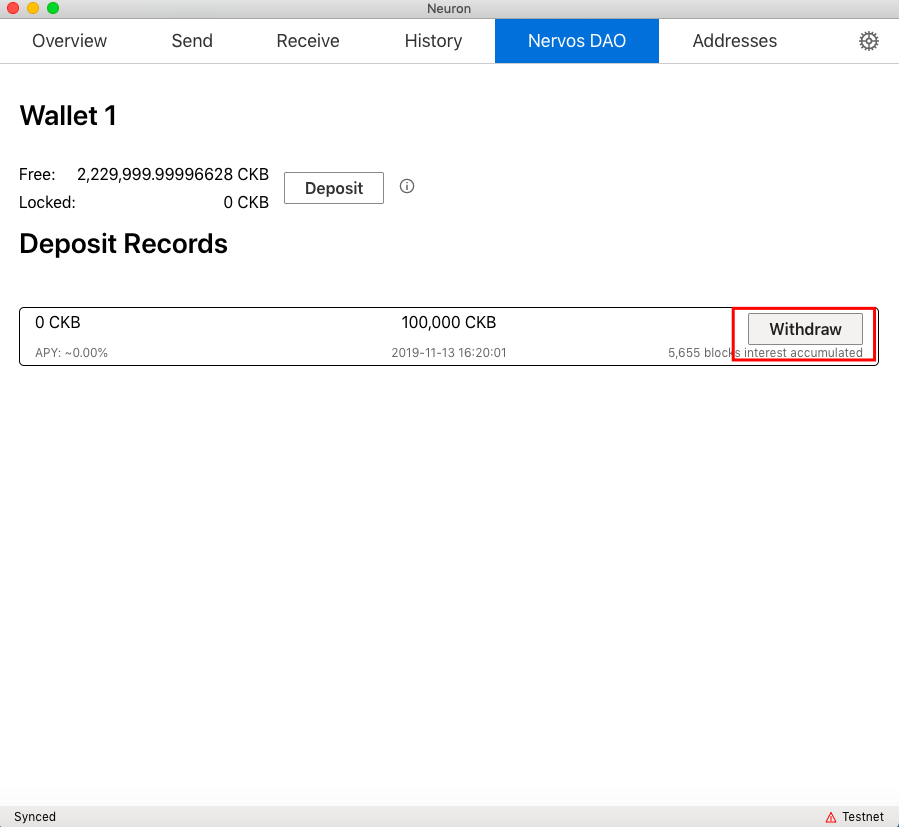 Neuron
Overview Send Receive History Nervos DAO Addresses
Wallet 1
Free: 2,229,999.99996628 CKB
Deposit
Locked: 0 CKB
Deposit Records
0 CKB 100,000 CKB Withdraw
APY: ~0.00% 2019-11-13 16:20:01 5,655 blocks interest accumulated
Synced Testnet